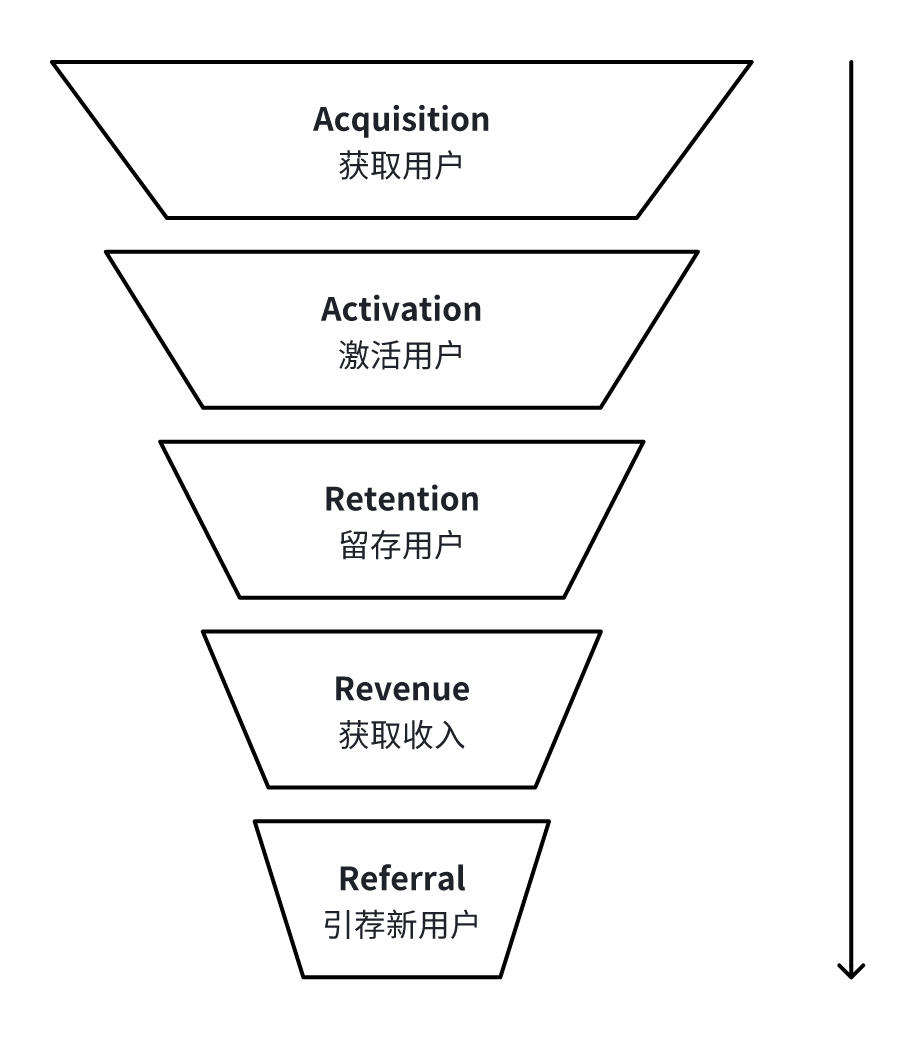 Acquisition
获取用户
Activation
激活用户
Retention
留存用户
Revenue
获取收入
Referral
引荐新用户